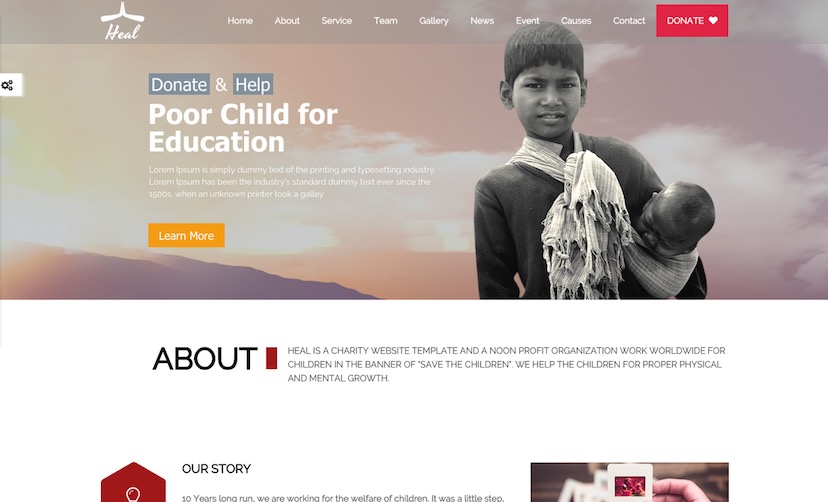 Heal
Home About Service Team Gallery News Event Causes Contact DONATE
Donate & Help
Poor Child for
Education
Lorem Ipsum is simply dummy text of the printing and typesetting industry.
Lorem Ipsum has been the industry's standard dummy text ever since the
1500s, when an unknown printer took a galley
Learn More
ABOUT
HEAL IS A CHARITY WEBSITE TEMPLATE AND A NOON PROFIT ORGANIZATION WORK WORLDWIDE FOR
CHILDREN IN THE BANNER OF "SAVE THE CHILDREN". WE HELP THE CHILDREN FOR PROPER PHYSICAL
AND MENTAL GROWTH.
OUR STORY
10 Years long run, we are working for the welfare of children. It was a little step,